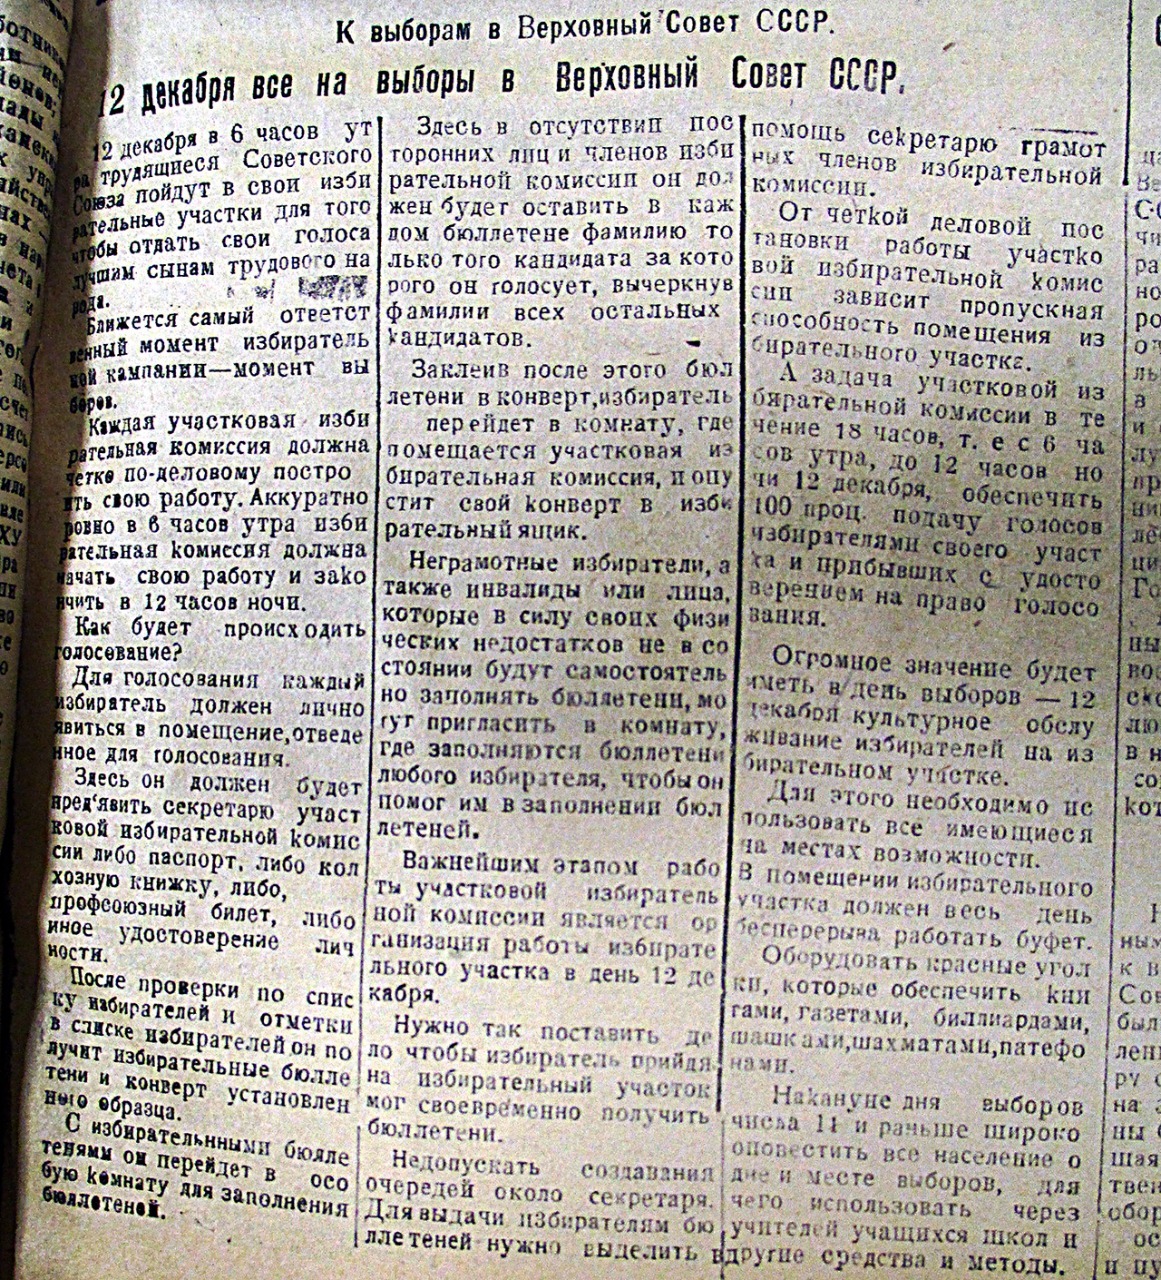 К выборам в Верховный Совет СССР.
12 декабря все на выборы в Верховный Совет СССР.
12 декабря в 6 часов ут
ра, трудящиеся Советского
Союза пойдут в свои изби
рательные участки для того
чтобы отдать свои голоса
лучшим сынам трудового на
рода.
Ближется самый ответст
венный момент избиратель
ной кампании—момент вы
боров.
Каждая участковая изби
рательная комиссия должна
четко по-деловому постро
ить свою работу. Аккуратно
ровно в 6 часов утра изби
рательная комиссия должна
начать свою работу и зако
нчить в 12 часов ночи.
Как будет происходить
голосование?
Для голосования каждый
избиратель должен лично
явиться в помещение, отведе
нное для голосования.
Здесь он должен будет
пред'явить секретарю участ
ковой избирательной комис
сии либо паспорт, либо кол
хозную книжку, либо,
профсоюзный билет, либо
иное удостоверение лич
ности.
После проверки по спис
ку избирателей и отметки
в списке избирателей он по
лучит избирательные бюлле
тени и конверт установлен
ного образца.
С избирательнными бюлле
тенями он перейдет в осо
бую комнату для заполнения
бюллетеней.
Здесь в отсутствии пос
торонних лиц и членов изби
рательной комиссии он дол
жен будет оставить в каж
дом бюллетене фамилию то
лько того кандидата за кото
рого он голосует, вычеркнув
фамилии всех остальных
кандидатов.
Заклеив после этого бюл
летени в конверт, избиратель
перейдет в комнату, где
помещается участковая из
бирательная комиссия, и опу
стит свой конверт в изби
рательный ящик.
Неграмотные избиратели, а
также инвалиды или лица,
которые в силу своих физи
ческих недостатков не в со
стоянии будут самостоятель
но заполнять бюллетени, мо
гут пригласить в комнату,
где заполняются бюллетени
любого избирателя, чтобы он
помог им в заполнении бюл
летеней.
Важнейшим этапом рабо
ты участковой избиратель
ной комиссии является ор
ганизация работы избирате
льного участка в день 12 де
кабря.
Нужно так поставить де
ло чтобы избиратель прийдя
на избирательный участок
мог своевременно получить
бюллетени.
Недопускать создавания
очередей около секретаря.
Для выдачи избирателям бю
ллетеней нужно выделить в
помощь секретарю грамот
ных членов избирательной
комиссии.
От четкой деловой пос
тановки работы участко
вой избирательной комис
сии зависит пропускная
способность помещения из
бирательного участка.
А задача участковой из
бирательной комиссии в те
чение 18 часов, т. е с 6 ча
сов утра, до 12 часов но
чи 12 декабря, обеспечить
100 проц. подачу голосов
избирателями своего участ
ка и прибывших с удосто
верением на право голосо
вания.
Огромное значение будет
иметь в день выборов — 12
декабря культурное обслу
живание избирателей на из
бирательном участке.
Для этого необходимо ис
пользовать все имеющиеся
на местах возможности.
В помещении избирательного
участка должен весь день
бесперерыва работать буфет.
Оборудовать красные угол
ки, которые обеспечить кни
гами, газетами, биллиардами,
шашками, шахматами, патефо
нами.
Накануне дня выборов
числа 11 и раньше широко
оповестить все население о
дне и месте выборов, для
чего использовать через
учителей учащихся школ и
другие средства и методы.